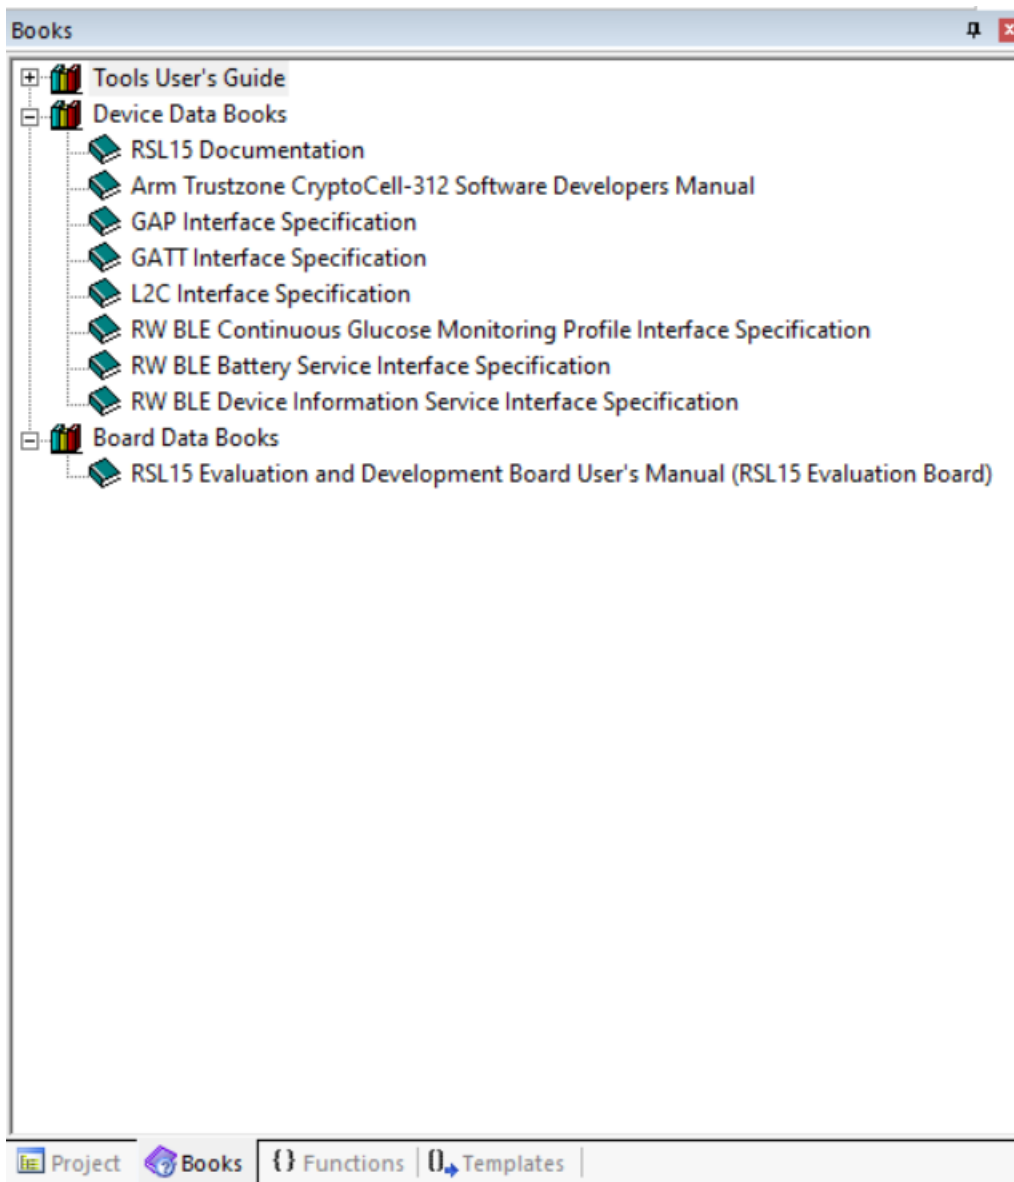 Books
Tools User's Guide
Device Data Books
RSL15 Documentation
Arm Trustzone CryptoCell-312 Software Developers Manual
GAP Interface Specification
GATT Interface Specification
L2C Interface Specification
RW BLE Continuous Glucose Monitoring Profile Interface Specification
RW BLE Battery Service Interface Specification
RW BLE Device Information Service Interface Specification
Board Data Books
RSL15 Evaluation and Development Board User's Manual (RSL15 Evaluation Board)
Project Books {} Functions Templates